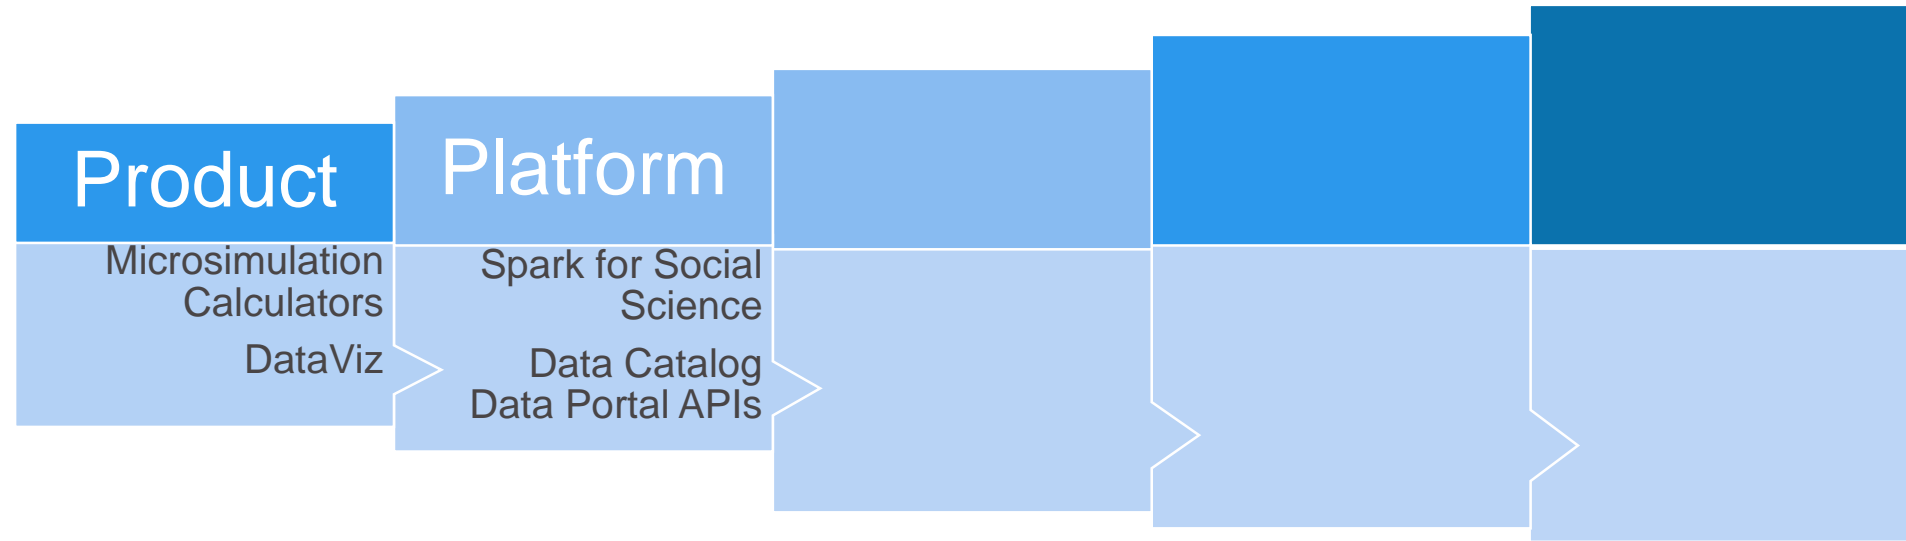 Product
Microsimulation
Calculators
DataViz
Platform
Spark for Social
Science
Data Catalog
Data Portal APIs